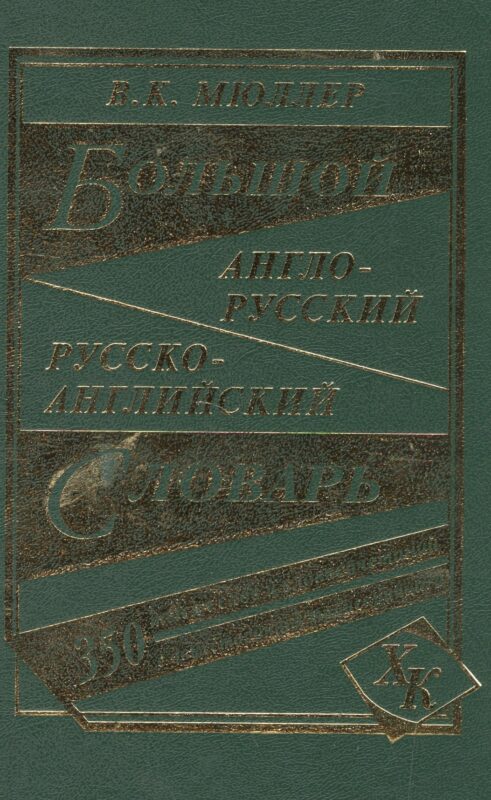 В.К. МЮЛЛЕР
БОЛЬШОЙ
АНГЛО-
РУССКИЙ
РУССКО-
АНГЛИЙСКИЙ
СЛОВАРЬ
350
ХК